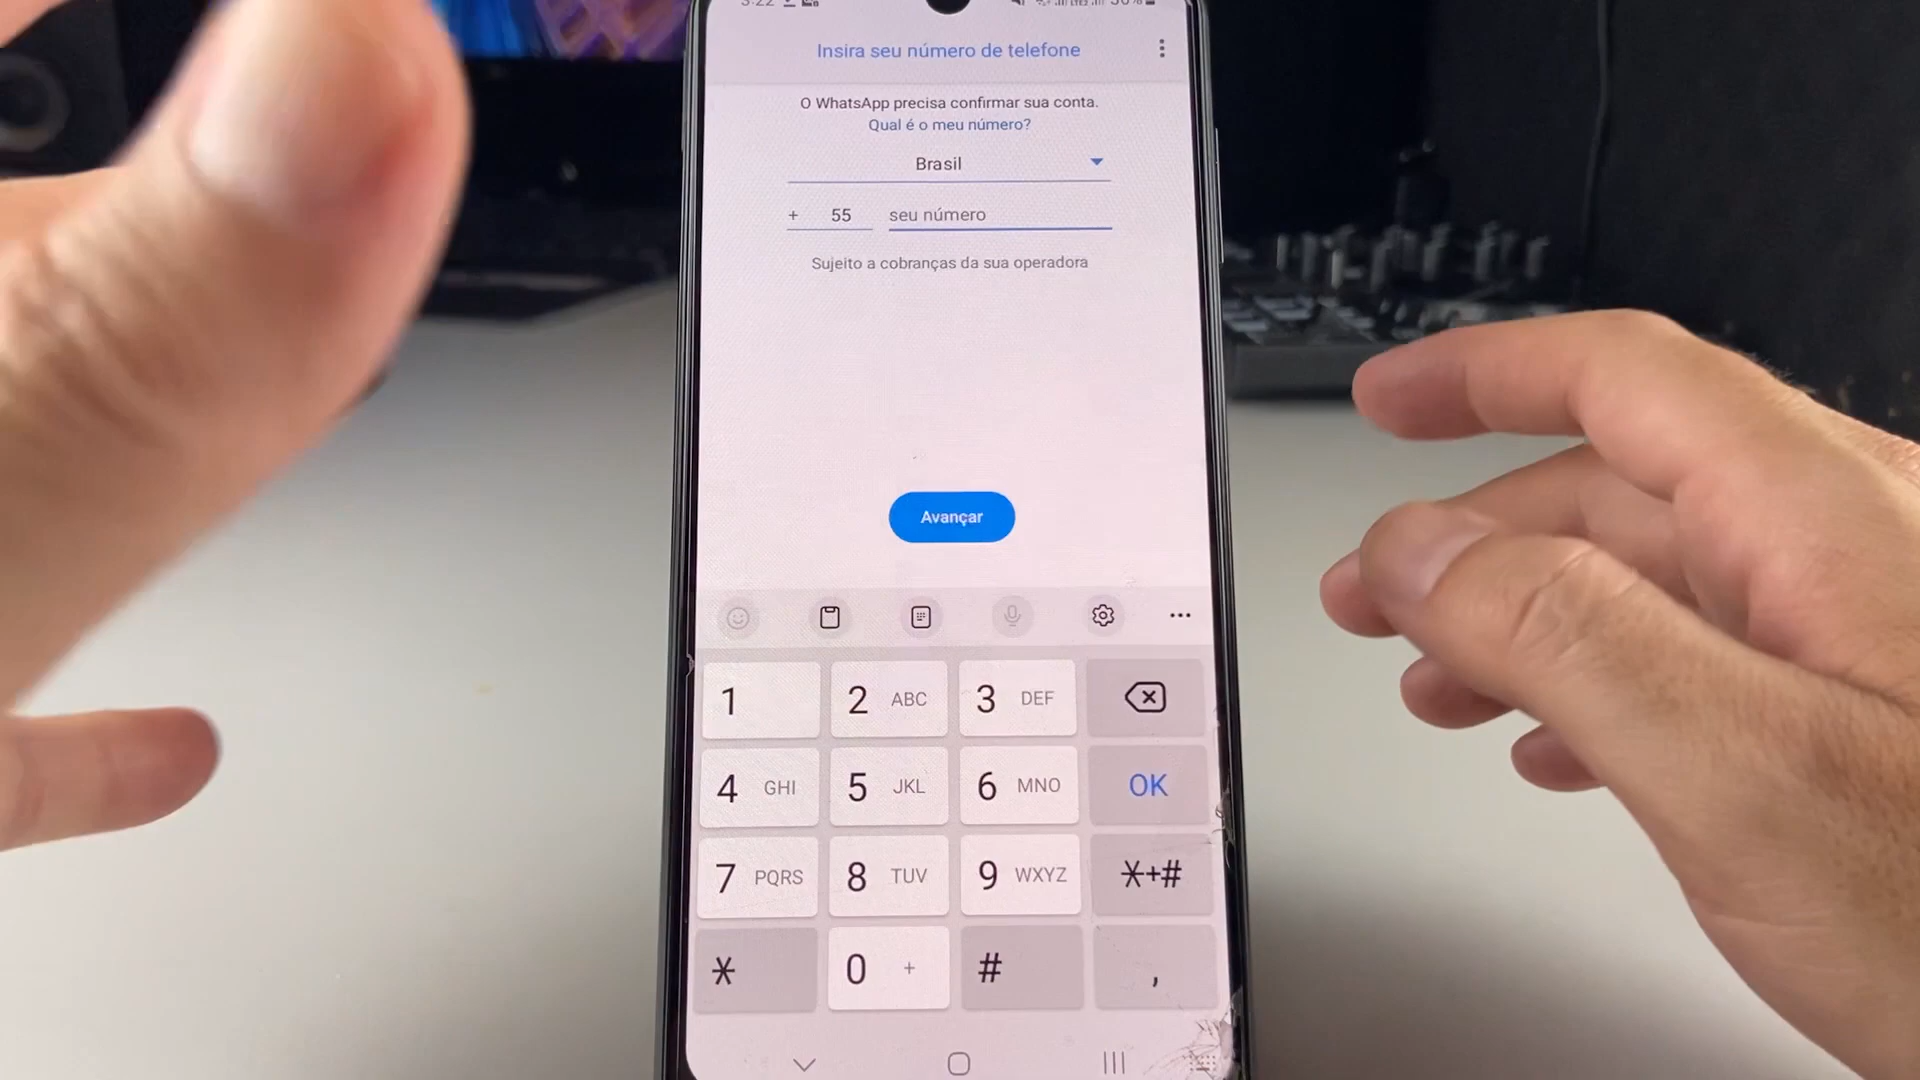 3:22
Insira seu número de telefone
O WhatsApp precisa confirmar sua conta.
Qual é o meu número?
Brasil
+ 55 seu número
Sujeito a cobranças da sua operadora
Avançar
1 2 ABC 3 DEF
4 GHI 5 JKL 6 MNO OK
7 PQRS 8 TUV 9 WXYZ *+#
* 0 + # ,